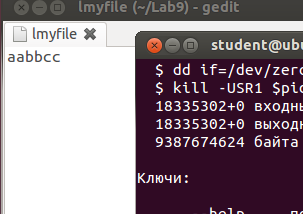 lmyfile (~/Lab9) - gedit
lmyfile
aabbcc
student@ubu
$ dd if=/dev/zero
$ kill -USR1 $pid
18335302+0 входны
18335302+0 выходн
9387674624 байта
Ключи:
--help